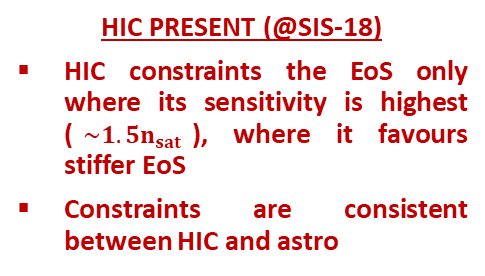 HIC PRESENT (@SIS-18)
▪ HIC constraints the EoS only
where its sensitivity is highest
( ~1.5n_sat ), where it favours
stiffer EoS
▪ Constraints are consistent
between HIC and astro